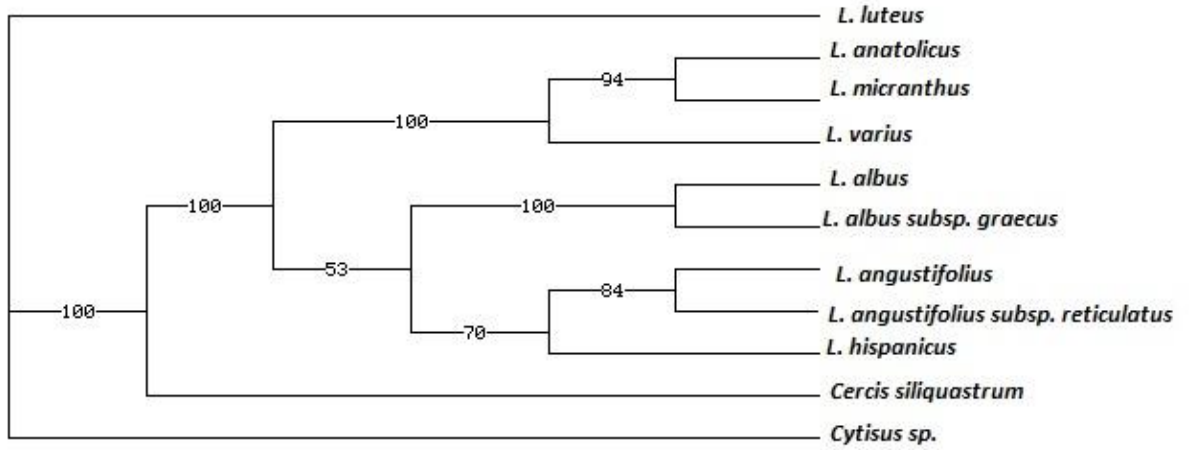 L. luteus
L. anatolicus
94
L. micranthus
100
L. varius
L. albus
100
100
L. albus subsp. graecus
53
L. angustifolius
84
L. angustifolius subsp. reticulatus
100
70
L. hispanicus
Cercis siliquastrum
Cytisus sp.